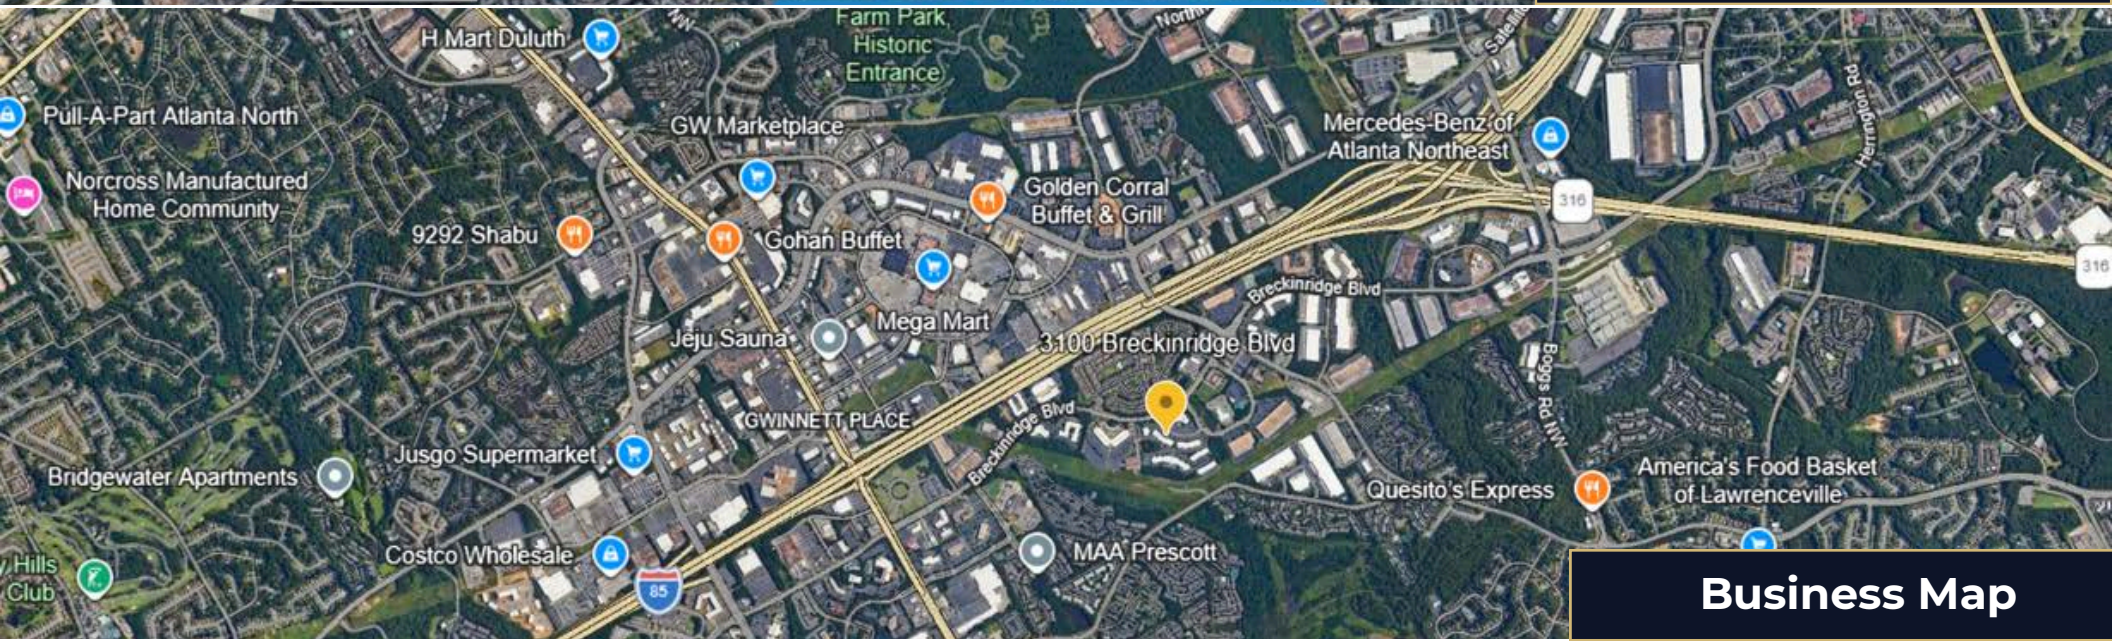 H Mart Duluth
Farm Park
Historic
Entrance
Pull-A-Part Atlanta North
GW Marketplace
Mercedes-Benz of
Atlanta Northeast
Herrington Rd
Norcross Manufactured
Home Community
Golden Corral
Buffet & Grill
316
9292 Shabu
Gohan Buffet
316
Breckinridge Blvd
Mega Mart
Jeju Sauna
3100 Breckinridge Blvd
Boggs Rd NW
GWINNETT PLACE
Breckinridge Blvd
Jusgo Supermarket
Bridgewater Apartments
America's Food Basket
of Lawrenceville
Quesito's Express
Costco Wholesale
MAA Prescott
Hills
Club
85
Business Map